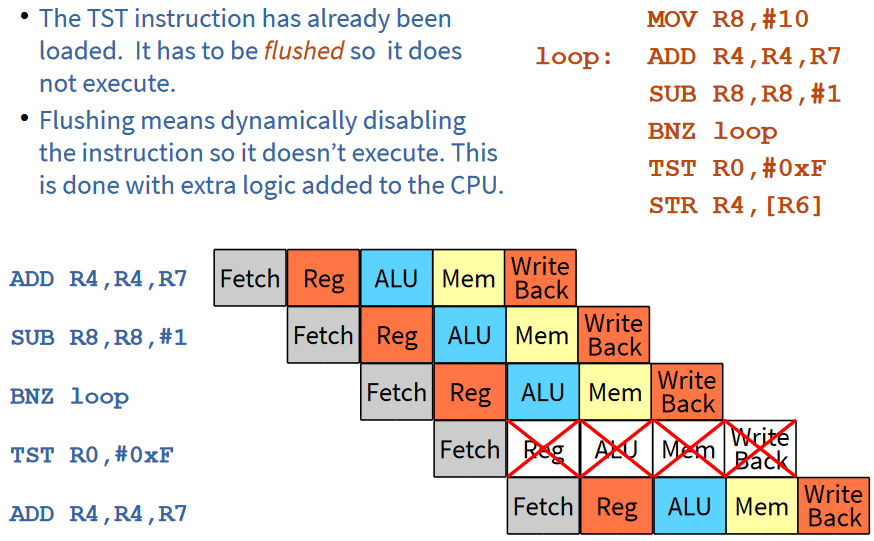 • The TST instruction has already been
loaded.  It has to be flushed so  it does
not execute.
• Flushing means dynamically disabling
the instruction so it doesn’t execute. This
is done with extra logic added to the CPU.
MOV R8,#10
loop: ADD R4,R4,R7
SUB R8,R8,#1
BNZ loop
TST R0,#0xF
STR R4,[R6]
ADD R4,R4,R7 Fetch Reg ALU Mem Write Back
SUB R8,R8,#1 Fetch Reg ALU Mem Write Back
BNZ loop Fetch Reg ALU Mem Write Back
TST R0,#0xF Fetch Reg ALU Mem Write Back
ADD R4,R4,R7 Fetch Reg ALU Mem Write Back